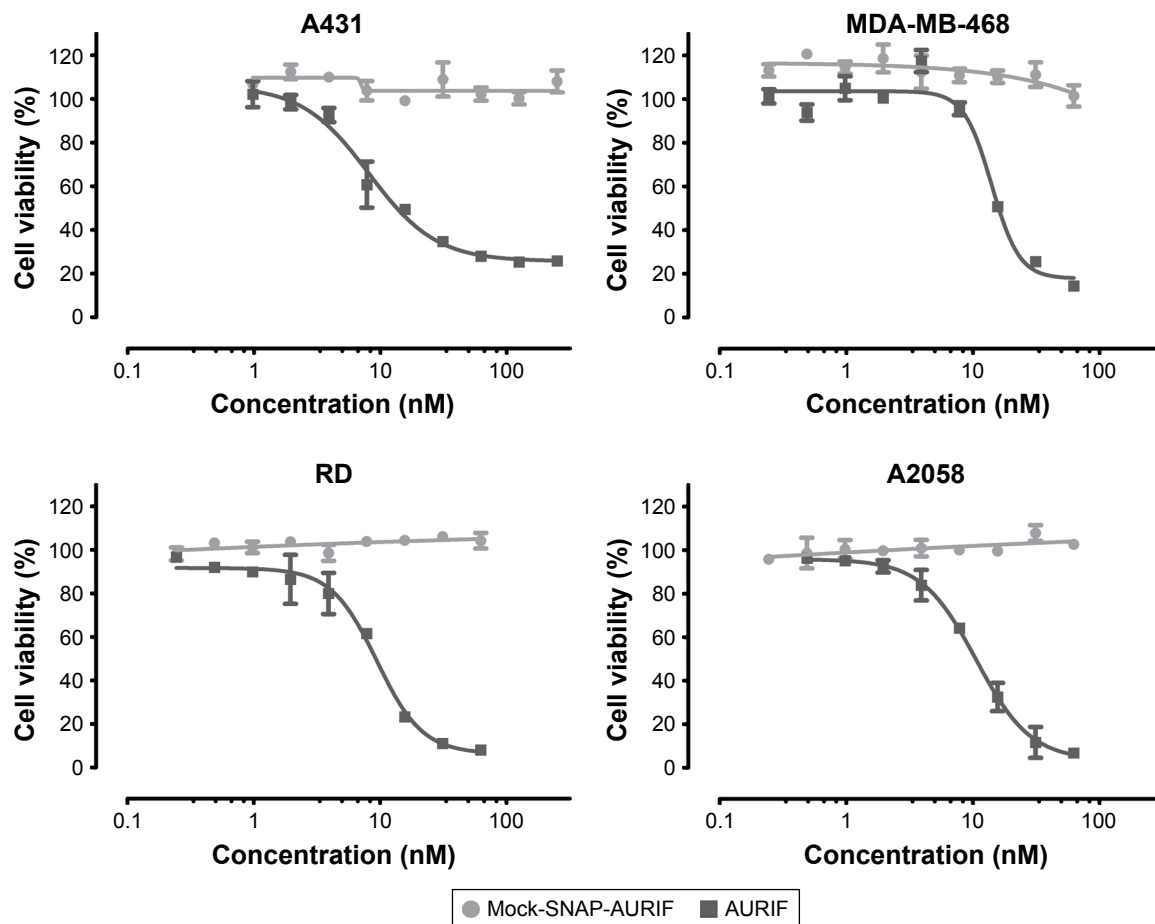 A431
120
100
80
60
40
20
0
Cell viability (%)
0.1 1 10 100
Concentration (nM)
MDA-MB-468
120
100
80
60
40
20
0
Cell viability (%)
0.1 1 10 100
Concentration (nM)
RD
120
100
80
60
40
20
0
Cell viability (%)
0.1 1 10 100
Concentration (nM)
A2058
120
100
80
60
40
20
0
Cell viability (%)
0.1 1 10 100
Concentration (nM)
Mock-SNAP-AURIF AURIF